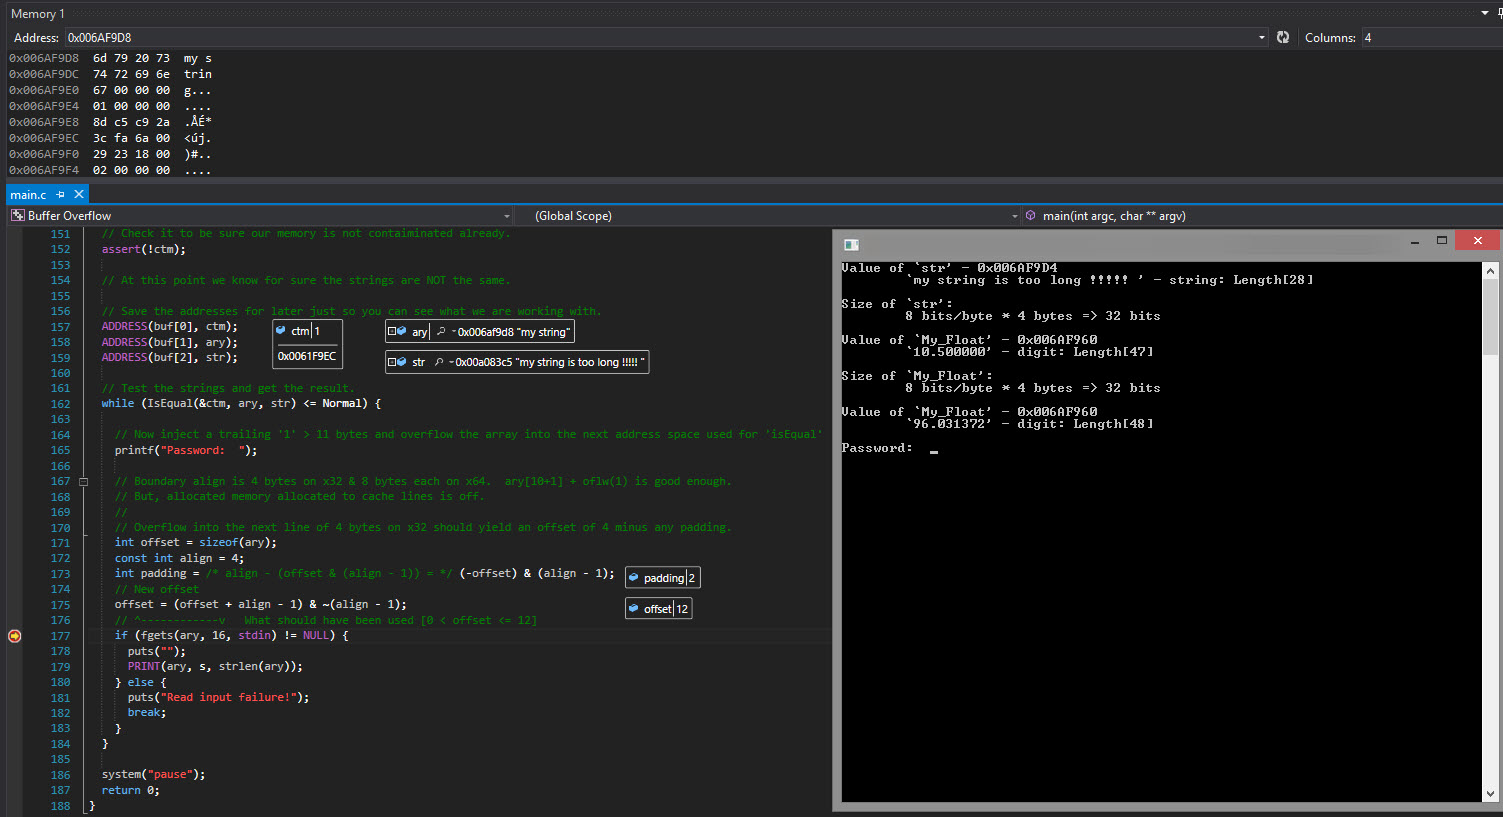 Memory 1
Address: 0x006AF9D8 Columns: 4
0x006AF9D8 6d 79 20 73 my s
0x006AF9DC 74 72 69 6e trin
0x006AF9E0 67 00 00 00 g...
0x006AF9E4 01 00 00 00 ....
0x006AF9E8 8d c5 c9 2a .ÅÉ*
0x006AF9EC 3c fa 6a 00 <új.
0x006AF9F0 29 23 18 00 )#..
0x006AF9F4 02 00 00 00 ....
main.c
Buffer Overflow (Global Scope) main(int argc, char ** argv)
151 // Check it to be sure our memory is not contaiminated already.
152 assert(!ctm);
153
154 // At this point we know for sure the strings are NOT the same.
155
156 // Save the addresses for later just so you can see what we are working with.
157 ADDRESS(buf[0], ctm);
158 ADDRESS(buf[1], ary);
159 ADDRESS(buf[2], str);
160
161 // Test the strings and get the result.
162 while (IsEqual(&ctm, ary, str) <= Normal) {
163
164 // Now inject a trailing '1' > 11 bytes and overflow the array into the next address space used for 'isEqual'
165 printf("Password:  ");
166
167 // Boundary align is 4 bytes on x32 & 8 bytes each on x64.  ary[10+1] + oflw(1) is good enough.
168 // But, allocated memory allocated to cache lines is off.
169 //
170 // Overflow into the next line of 4 bytes on x32 should yield an offset of 4 minus any padding.
171 int offset = sizeof(ary);
172 const int align = 4;
173 int padding = /* align - (offset & (align - 1)) = */ (-offset) & (align - 1);
174 // New offset
175 offset = (offset + align - 1) & ~(align - 1);
176 // ^------------v   What should have been used [0 < offset <= 12]
177 if (fgets(ary, 16, stdin) != NULL) {
178 puts("");
179 PRINT(ary, s, strlen(ary));
180 } else {
181 puts("Read input failure!");
182 break;
183 }
184 }
185
186 system("pause");
187 return 0;
188 }
ctm 1
0x0061F9EC
ary 0x006af9d8 "my string"
str 0x00a083c5 "my string is too long !!!!! "
padding 2
offset 12
Value of `str' - 0x006AF9D4
`my string is too long !!!!! ' - string: Length[28]
Size of `str':
8 bits/byte * 4 bytes => 32 bits
Value of `My_Float' - 0x006AF960
`10.500000' - digit: Length[47]
Size of `My_Float':
8 bits/byte * 4 bytes => 32 bits
Value of `My_Float' - 0x006AF960
`96.031372' - digit: Length[48]
Password:  _